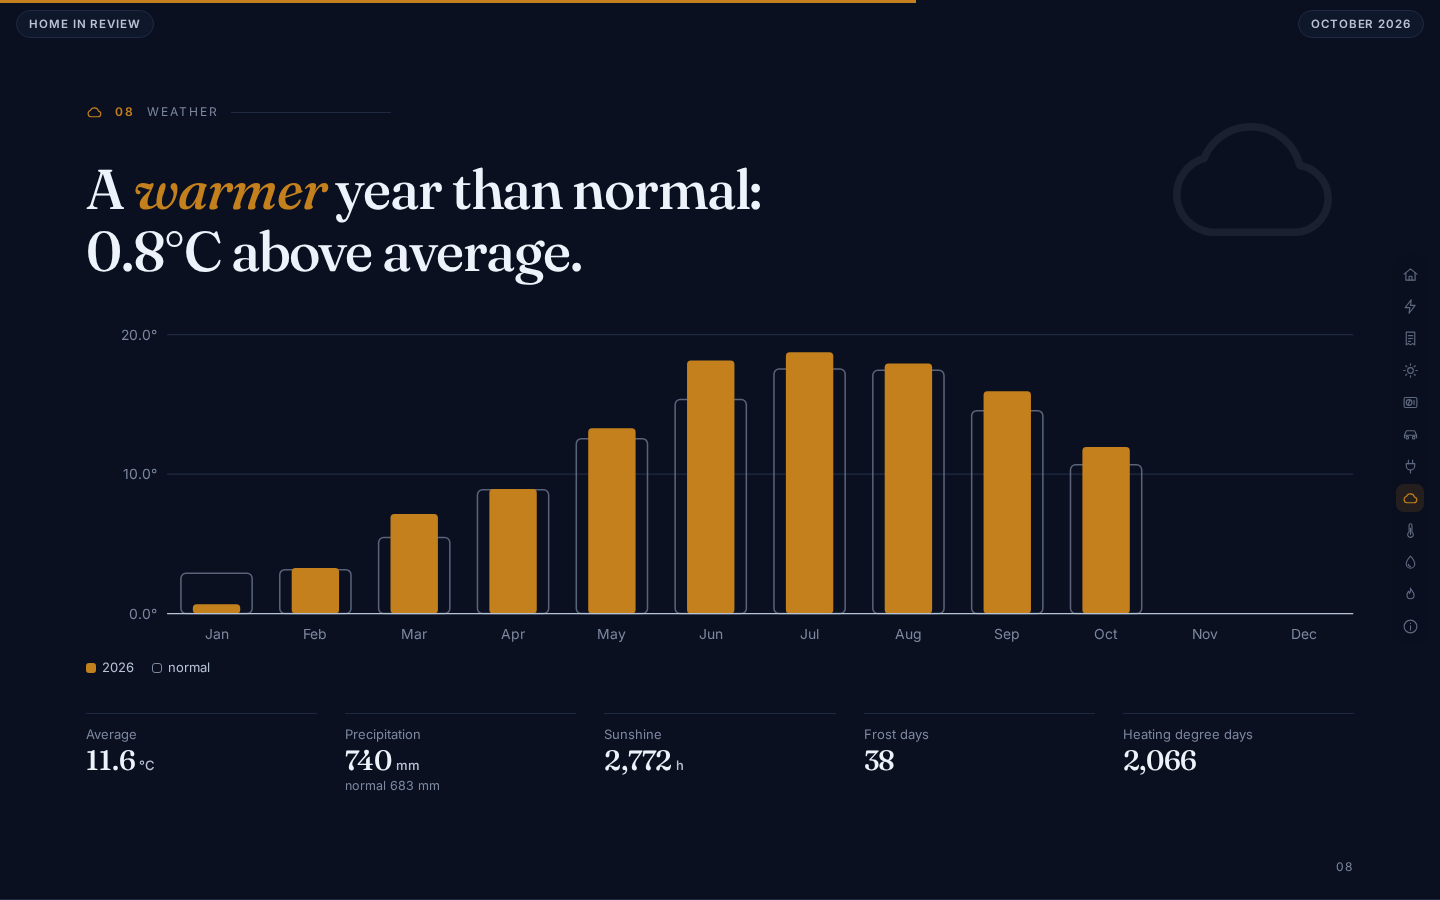 HOME IN REVIEW
OCTOBER 2026
08 WEATHER
A warmer year than normal:
0.8°C above average.
20.0°
10.0°
0.0°
Jan Feb Mar Apr May Jun Jul Aug Sep Oct Nov Dec
2026 normal
Average Precipitation Sunshine Frost days Heating degree days
11.6 °C 740 mm 2,772 h 38 2,066
normal 683 mm
08